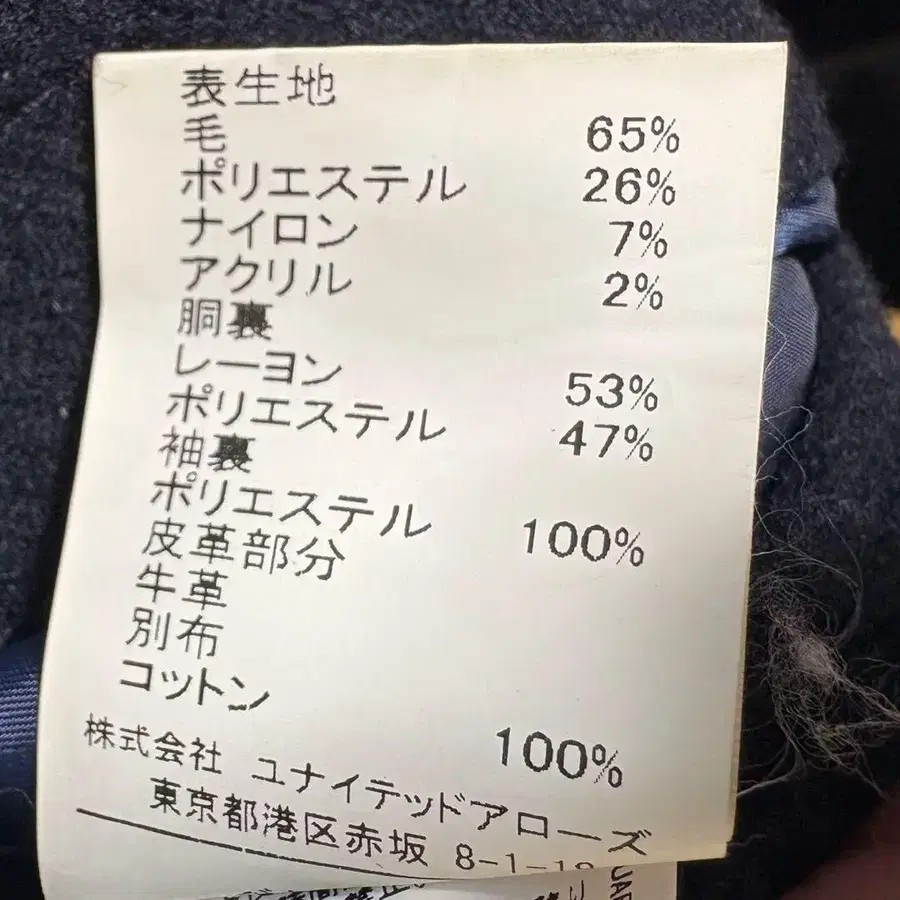 表生地
毛 65%
ポリエステル 26%
ナイロン 7%
アクリル 2%
胴裏
レーヨン 53%
ポリエステル 47%
袖裏
ポリエステル 100%
皮革部分
牛革
別布
コットン 100%
株式会社 ユナイテッドアローズ
東京都港区赤坂 8-1-19